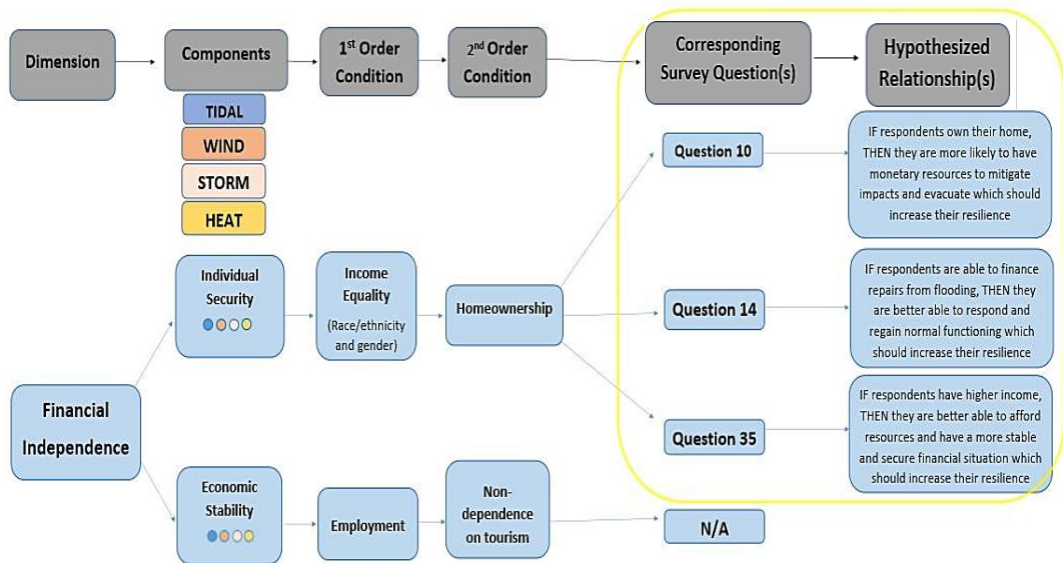 Dimension
Components
1st Order
Condition
2nd Order
Condition
Corresponding
Survey Question(s)
Hypothesized
Relationship(s)
TIDAL
WIND
STORM
HEAT
Question 10
IF respondents own their home,
THEN they are more likely to have
monetary resources to mitigate
impacts and evacuate which should
increase their resilience
Individual
Security
Income
Equality
(Race/ethnicity
and gender)
Homeownership
Question 14
IF respondents are able to finance
repairs from flooding, THEN they
are better able to respond and
regain normal functioning which
should increase their resilience
Financial
Independence
Question 35
IF respondents have higher income,
THEN they are better able to afford
resources and have a more stable
and secure financial situation which
should increase their resilience
Economic
Stability
Employment
Non-
dependence
on tourism
N/A